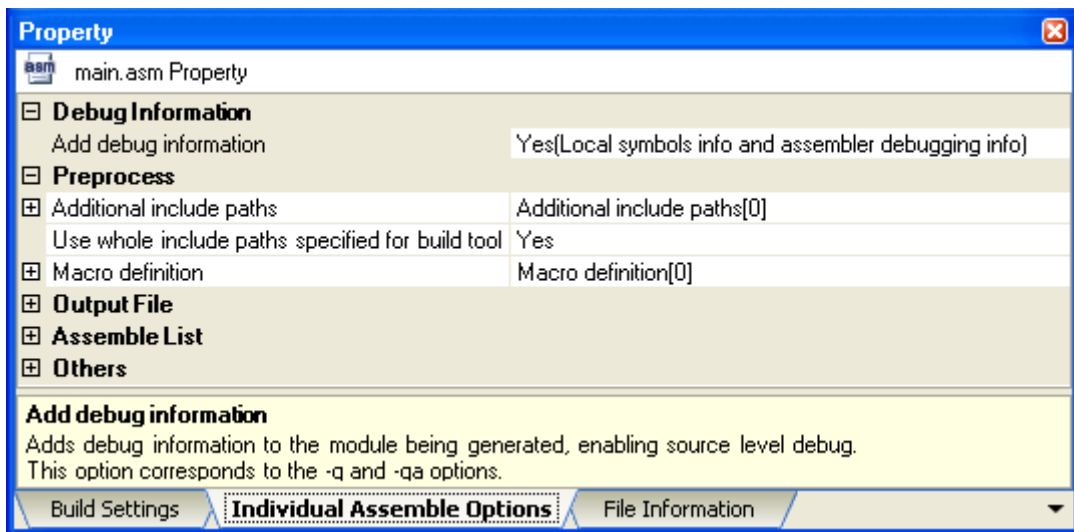 Property
asm main.asm Property
Debug Information
Add debug information Yes(Local symbols info and assembler debugging info)
Preprocess
Additional include paths Additional include paths[0]
Use whole include paths specified for build tool Yes
Macro definition Macro definition[0]
Output File
Assemble List
Others
Add debug information
Adds debug information to the module being generated, enabling source level debug.
This option corresponds to the -g and -ga options.
Build Settings Individual Assemble Options File Information